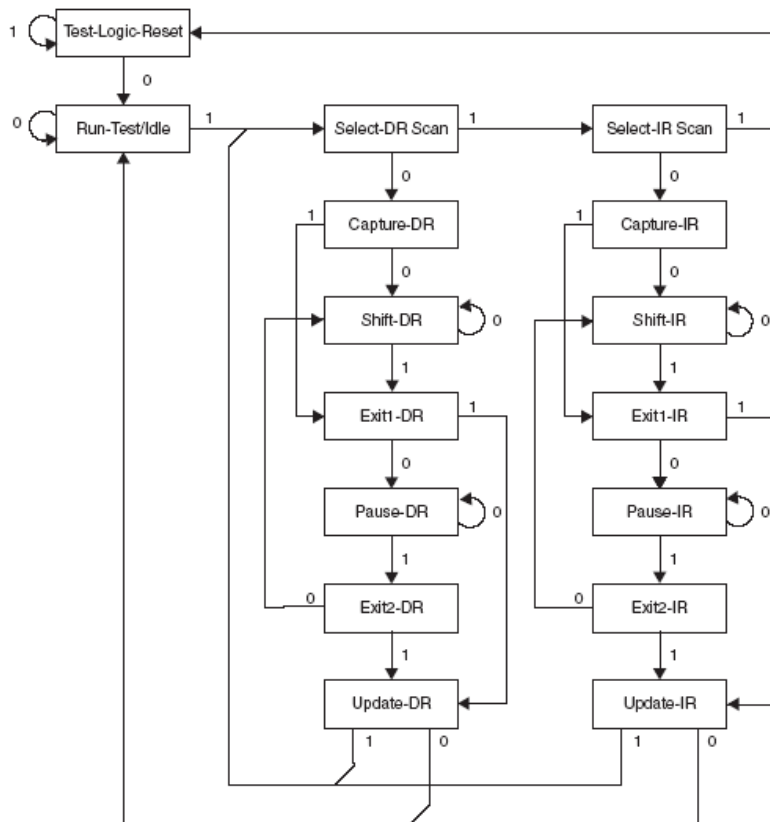 Test-Logic-Reset
1
0
Run-Test/Idle
0
1
Select-DR Scan
1
Select-IR Scan
1
0
0
Capture-DR
1
Capture-IR
1
0
0
Shift-DR
0
Shift-IR
0
1
1
Exit1-DR
1
Exit1-IR
1
0
0
Pause-DR
0
Pause-IR
0
1
1
Exit2-DR
0
Exit2-IR
0
1
1
Update-DR
Update-IR
1
0
1
0